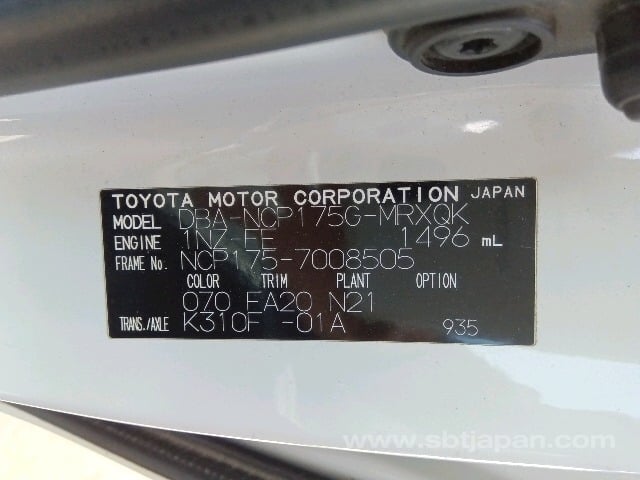 TOYOTA MOTOR CORPORATION JAPAN
MODEL DBA-NCP175G-MRXQK
ENGINE 1NZ-FE 1496 mL
FRAME No. NCP175-7008505
COLOR TRIM PLANT OPTION
070 EA20 N21
TRANS./AXLE K310F -01A 935
www.sbtjapan.com